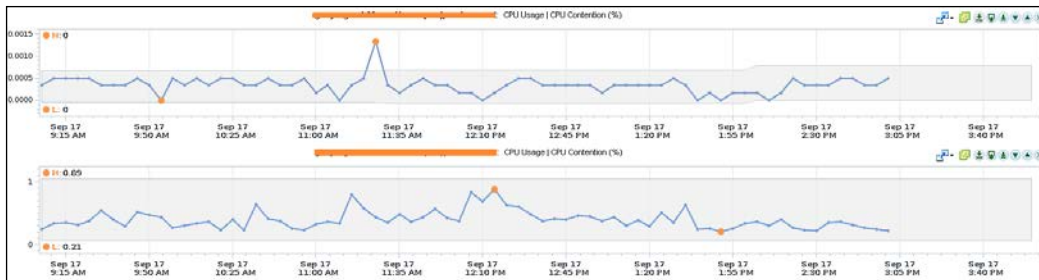 CPU Usage | CPU Contention (%)
0.0015
H: 0
0.0010
0.0005
0.0000
L: 0
Sep 17 Sep 17 Sep 17 Sep 17 Sep 17 Sep 17 Sep 17 Sep 17 Sep 17 Sep 17 Sep 17 Sep 17
9:15 AM 9:50 AM 10:25 AM 11:00 AM 11:35 AM 12:10 PM 12:45 PM 1:20 PM 1:55 PM 2:30 PM 3:05 PM 3:40 PM
CPU Usage | CPU Contention (%)
H: 0.89
1
0
L: 0.21
Sep 17 Sep 17 Sep 17 Sep 17 Sep 17 Sep 17 Sep 17 Sep 17 Sep 17 Sep 17 Sep 17 Sep 17
9:15 AM 9:50 AM 10:25 AM 11:00 AM 11:35 AM 12:10 PM 12:45 PM 1:20 PM 1:55 PM 2:30 PM 3:05 PM 3:40 PM